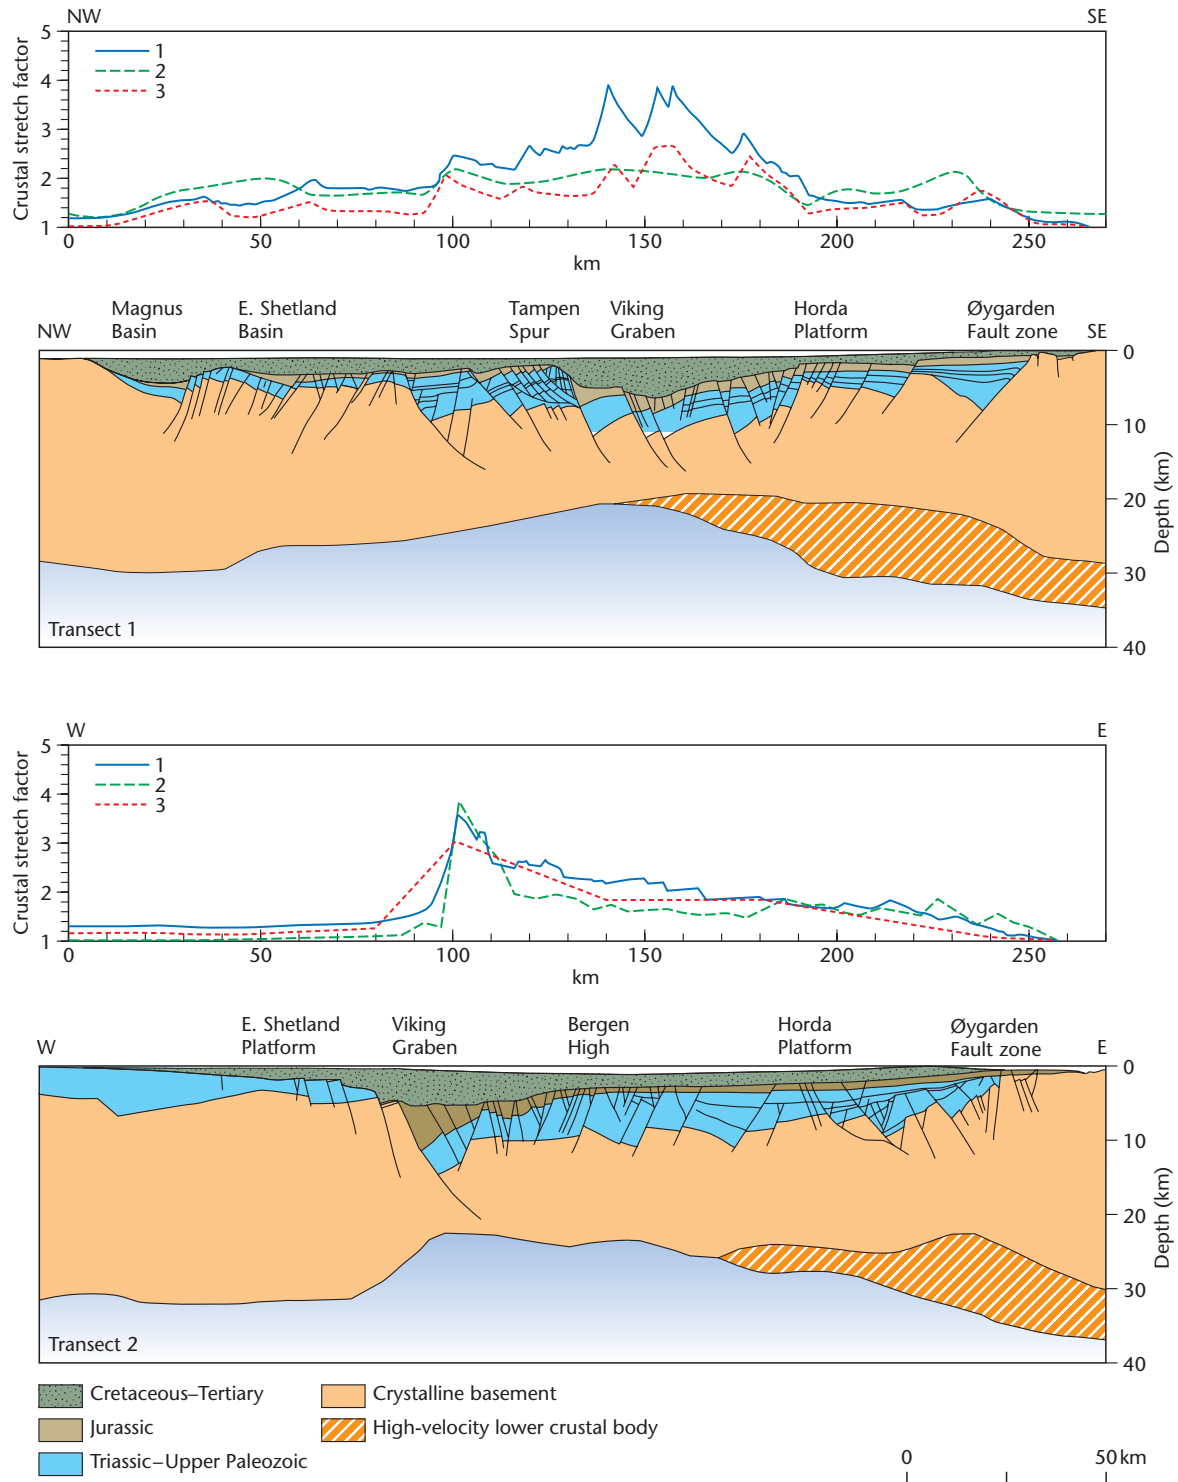 NW SE
5
4
3
2
1
Crustal stretch factor
1
2
3
0 50 100 150 200 250
km
Magnus Basin
E. Shetland Basin
Tampen Spur
Viking Graben
Horda Platform
Øygarden Fault zone
NW SE
0
10
20
30
40
Depth (km)
Transect 1
W E
5
4
3
2
1
Crustal stretch factor
1
2
3
0 50 100 150 200 250
km
E. Shetland Platform
Viking Graben
Bergen High
Horda Platform
Øygarden Fault zone
W E
0
10
20
30
40
Depth (km)
Transect 2
Cretaceous–Tertiary
Jurassic
Triassic–Upper Paleozoic
Crystalline basement
High-velocity lower crustal body
0 50 km